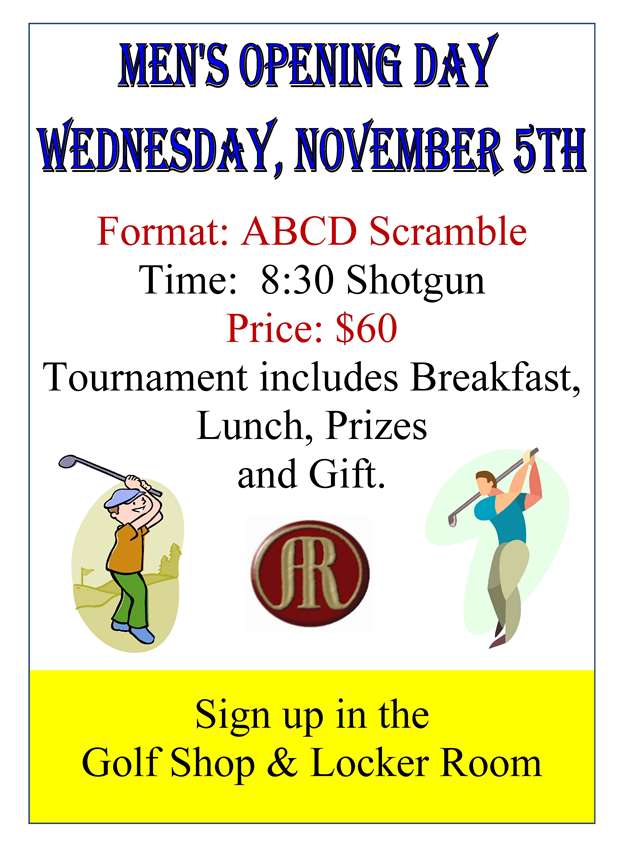 MEN'S OPENING DAY
WEDNESDAY, NOVEMBER 5TH
Format: ABCD Scramble
Time:  8:30 Shotgun
Price: $60
Tournament includes Breakfast,
Lunch, Prizes
and Gift.
AR
Sign up in the
Golf Shop & Locker Room